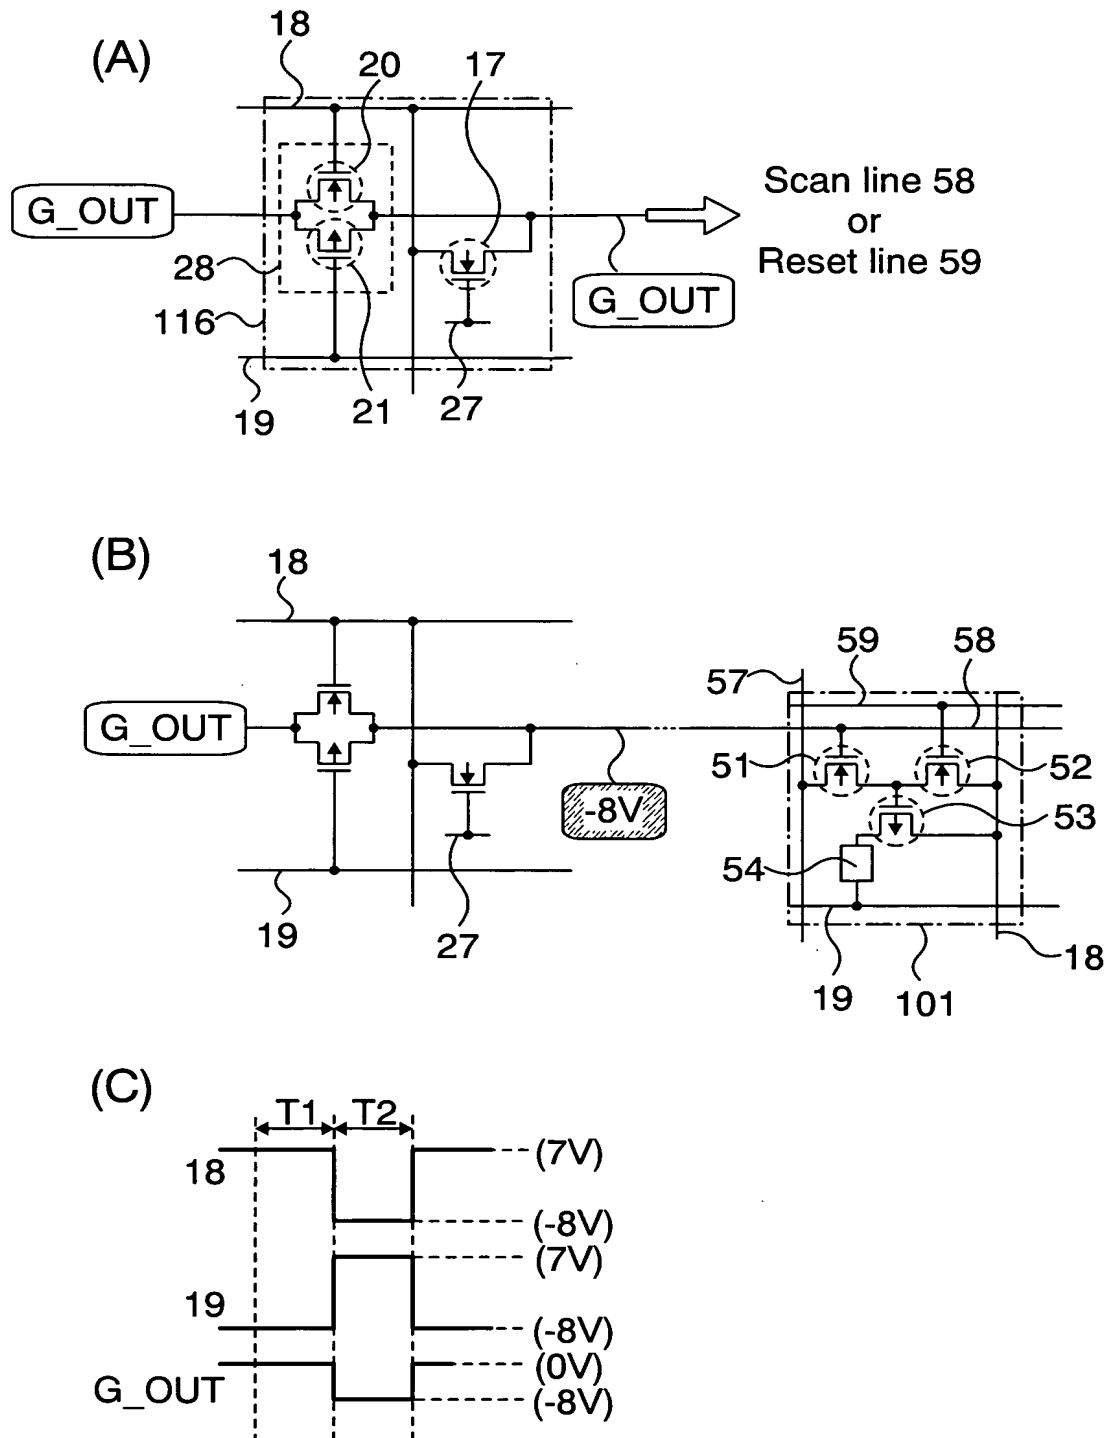 (A)
18
20
17
G_OUT
Scan line 58
or
Reset line 59
28
G_OUT
116
19
21
27
(B)
18
59
58
57
G_OUT
51
52
-8V
53
54
19
27
18
19
101
(C)
T1
T2
18
(7V)
(-8V)
(7V)
19
(-8V)
(0V)
G_OUT
(-8V)